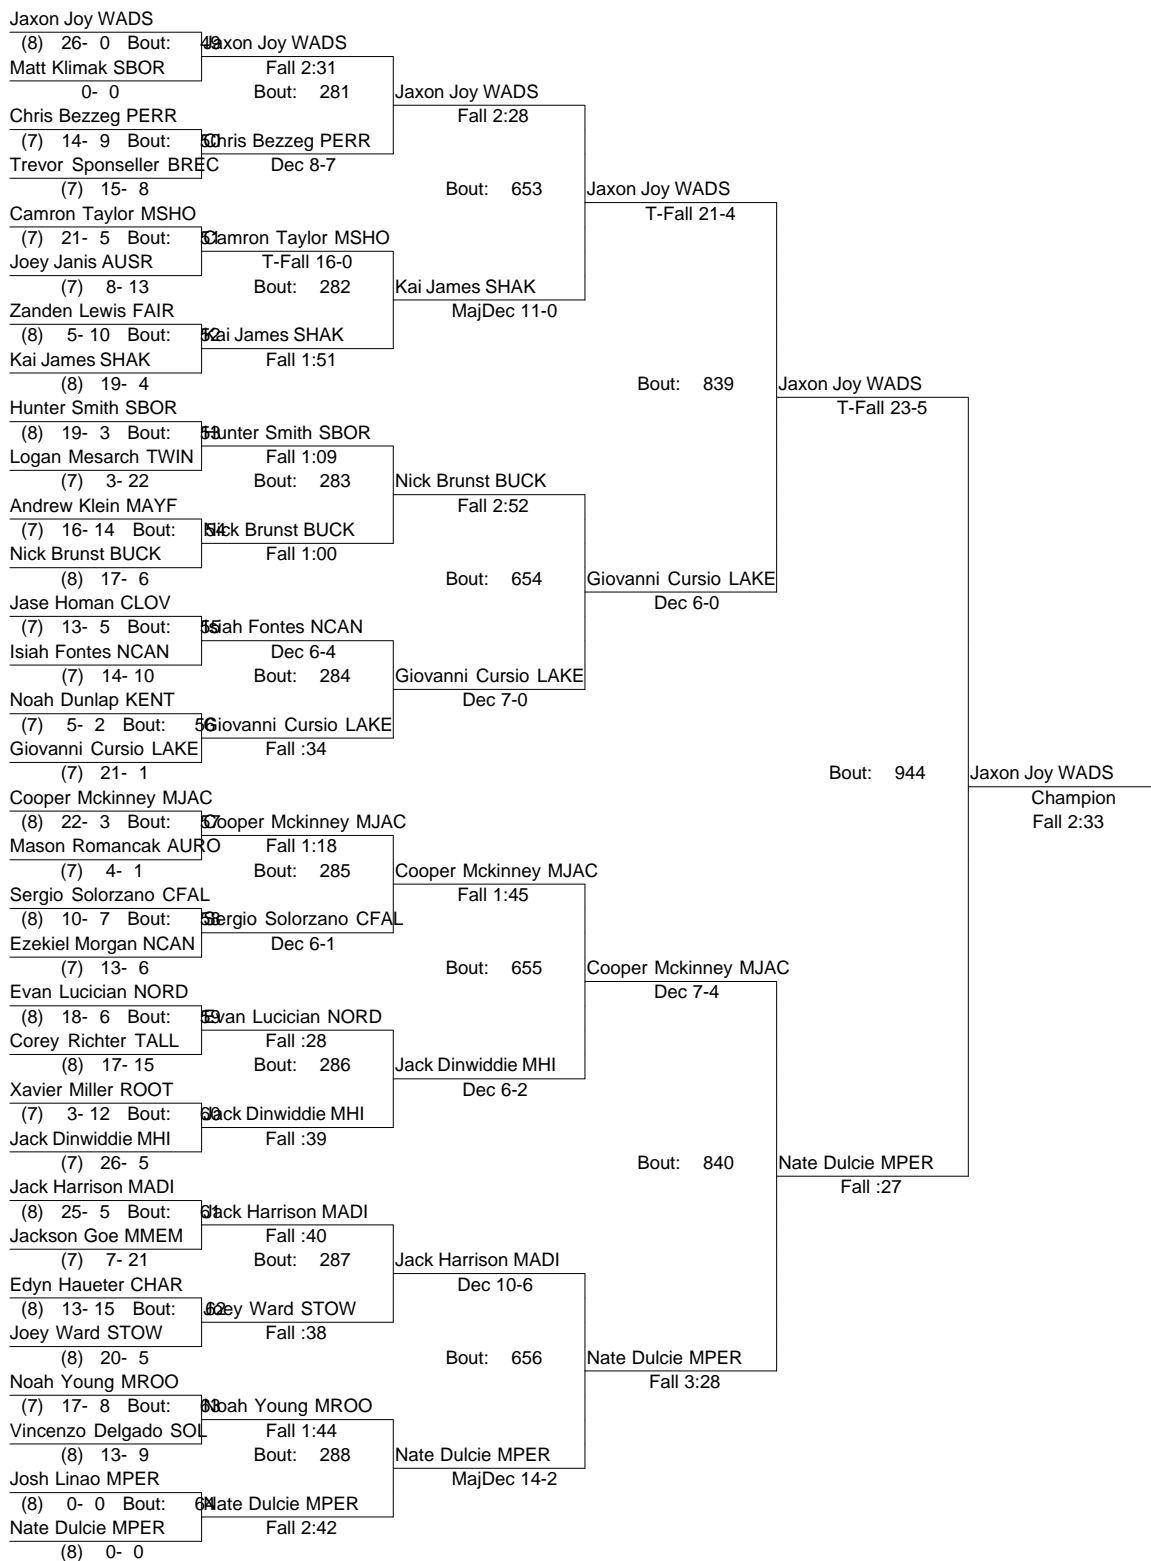 Jaxon Joy WADS
(8) 26- 0 Bout: 49 Jaxon Joy WADS
Matt Klimak SBOR Fall 2:31
0- 0 Bout: 281 Jaxon Joy WADS
Chris Bezzeg PERR Fall 2:28
(7) 14- 9 Bout: 50 Chris Bezzeg PERR
Trevor Sponseller BREC Dec 8-7
(7) 15- 8 Bout: 653 Jaxon Joy WADS
Camron Taylor MSHO T-Fall 21-4
(7) 21- 5 Bout: 51 Camron Taylor MSHO
Joey Janis AUSR T-Fall 16-0
(7) 8- 13 Bout: 282 Kai James SHAK
Zanden Lewis FAIR MajDec 11-0
(8) 5- 10 Bout: 52 Kai James SHAK
Kai James SHAK Fall 1:51
(8) 19- 4 Bout: 839 Jaxon Joy WADS
Hunter Smith SBOR T-Fall 23-5
(8) 19- 3 Bout: 53 Hunter Smith SBOR
Logan Mesarch TWIN Fall 1:09
(7) 3- 22 Bout: 283 Nick Brunst BUCK
Andrew Klein MAYF Fall 2:52
(7) 16- 14 Bout: 54 Nick Brunst BUCK
Nick Brunst BUCK Fall 1:00
(8) 17- 6 Bout: 654 Giovanni Cursio LAKE
Jase Homan CLOV Dec 6-0
(7) 13- 5 Bout: 55 Isiah Fontes NCAN
Isiah Fontes NCAN Dec 6-4
(7) 14- 10 Bout: 284 Giovanni Cursio LAKE
Noah Dunlap KENT Dec 7-0
(7) 5- 2 Bout: 56 Giovanni Cursio LAKE
Giovanni Cursio LAKE Fall :34
(7) 21- 1 Bout: 944 Jaxon Joy WADS
Cooper Mckinney MJAC Champion
(8) 22- 3 Bout: 57 Cooper Mckinney MJAC Fall 2:33
Mason Romancak AURO Fall 1:18
(7) 4- 1 Bout: 285 Cooper Mckinney MJAC
Sergio Solorzano CFAL Fall 1:45
(8) 10- 7 Bout: 58 Sergio Solorzano CFAL
Ezekiel Morgan NCAN Dec 6-1
(7) 13- 6 Bout: 655 Cooper Mckinney MJAC
Evan Lucician NORD Dec 7-4
(8) 18- 6 Bout: 59 Evan Lucician NORD
Corey Richter TALL Fall :28
(8) 17- 15 Bout: 286 Jack Dinwiddie MHI
Xavier Miller ROOT Dec 6-2
(7) 3- 12 Bout: 60 Jack Dinwiddie MHI
Jack Dinwiddie MHI Fall :39
(7) 26- 5 Bout: 840 Nate Dulcie MPER
Jack Harrison MADI Fall :27
(8) 25- 5 Bout: 61 Jack Harrison MADI
Jackson Goe MMEM Fall :40
(7) 7- 21 Bout: 287 Jack Harrison MADI
Edyn Haueter CHAR Dec 10-6
(8) 13- 15 Bout: 62 Joey Ward STOW
Joey Ward STOW Fall :38
(8) 20- 5 Bout: 656 Nate Dulcie MPER
Noah Young MROO Fall 3:28
(7) 17- 8 Bout: 63 Noah Young MROO
Vincenzo Delgado SOL Fall 1:44
(8) 13- 9 Bout: 288 Nate Dulcie MPER
Josh Linao MPER MajDec 14-2
(8) 0- 0 Bout: 64 Nate Dulcie MPER
Nate Dulcie MPER Fall 2:42
(8) 0- 0